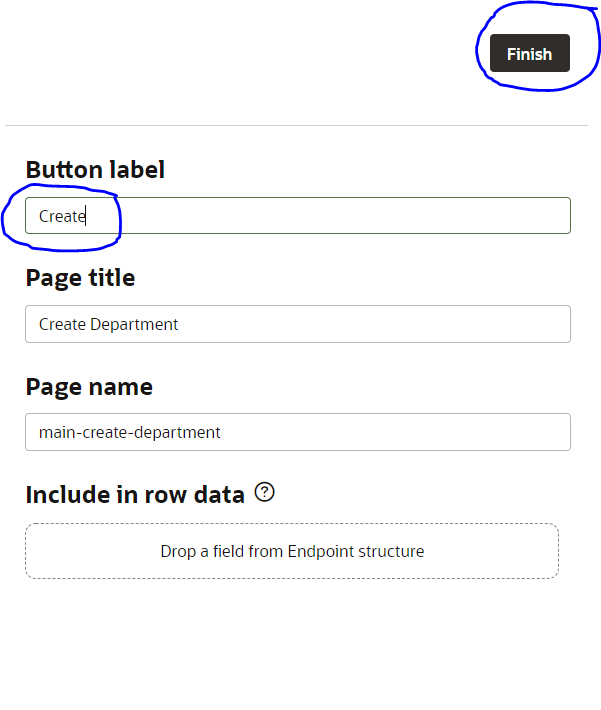 Finish
Button label
Create
Page title
Create Department
Page name
main-create-department
Include in row data ?
Drop a field from Endpoint structure